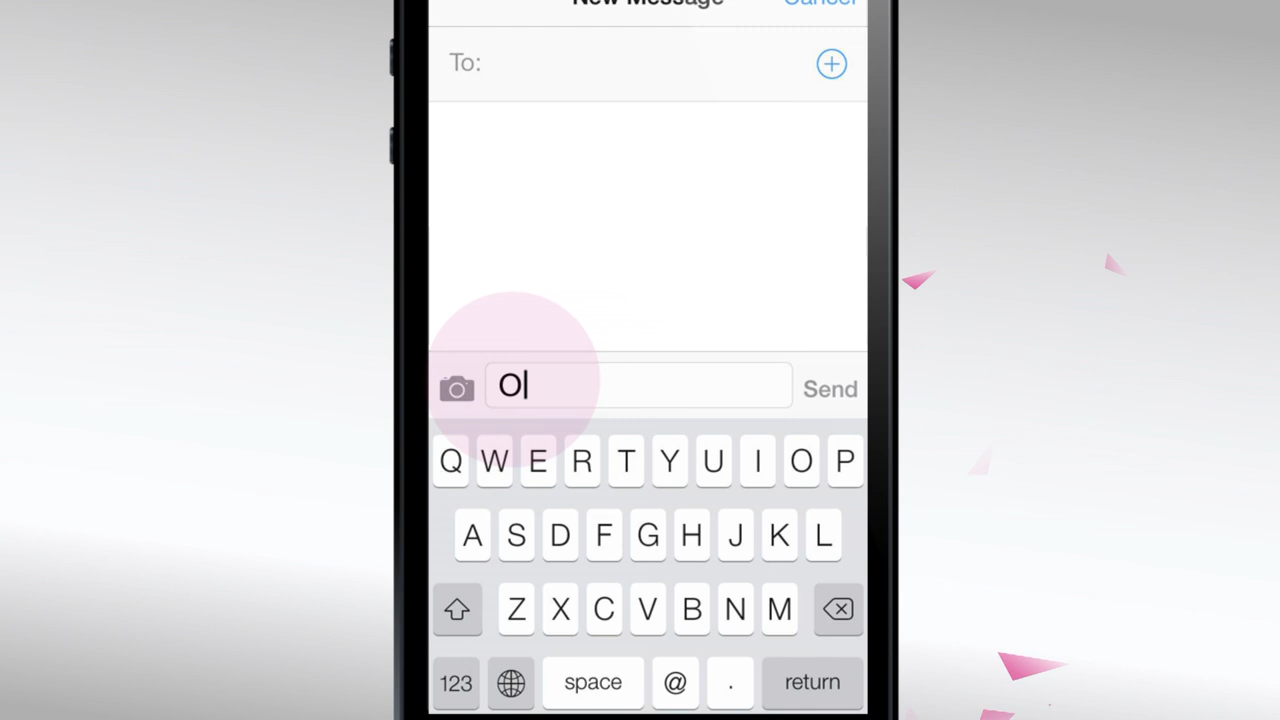 New Message Cancel
To:
O
Send
Q W E R T Y U I O P
A S D F G H J K L
Z X C V B N M
123 space @ . return